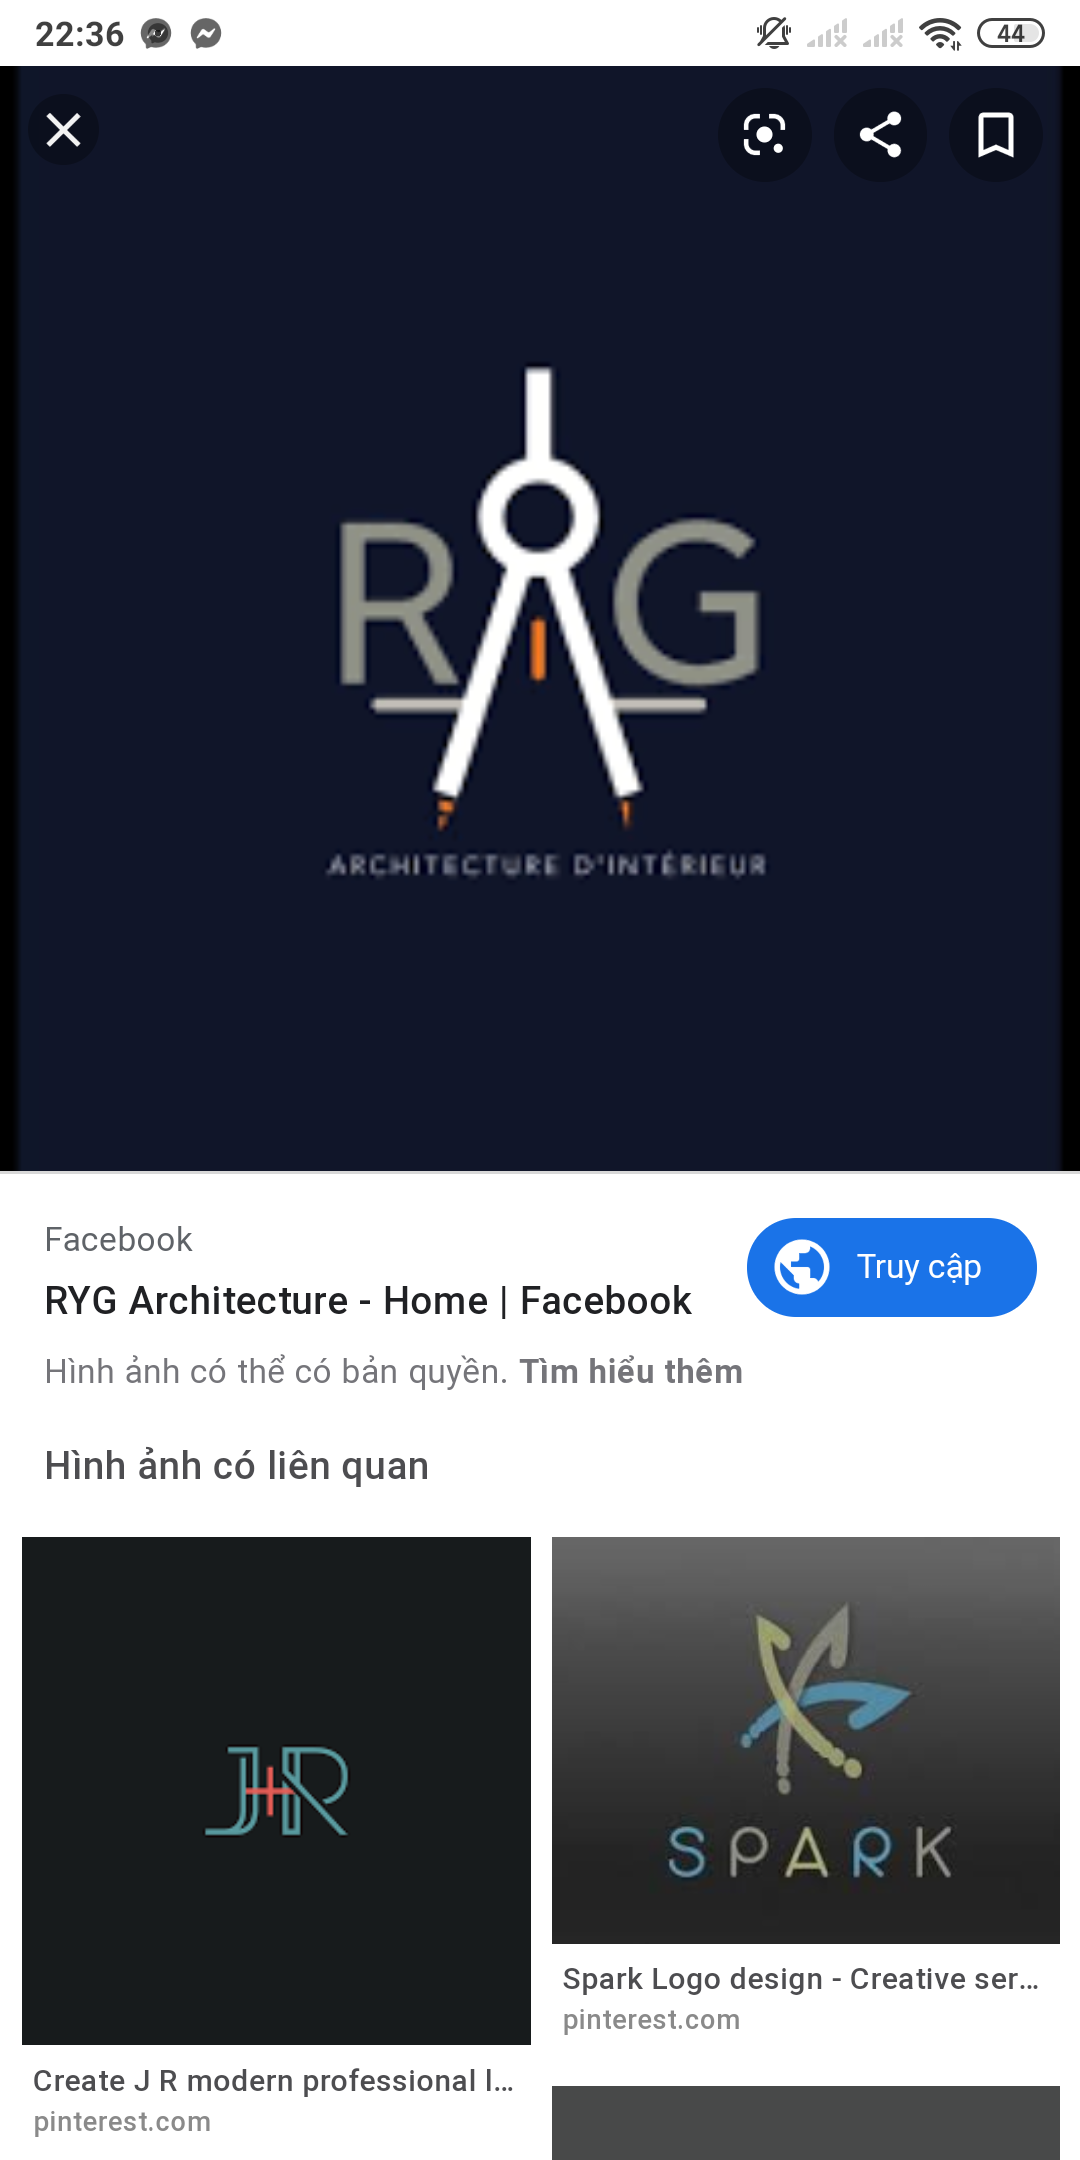 22:36
44
R G
ARCHITECTURE D'INTÉRIEUR
Facebook
RYG Architecture - Home | Facebook
Truy cập
Hình ảnh có thể có bản quyền. Tìm hiểu thêm
Hình ảnh có liên quan
J+R
SPARK
Create J R modern professional l...
pinterest.com
Spark Logo design - Creative ser...
pinterest.com